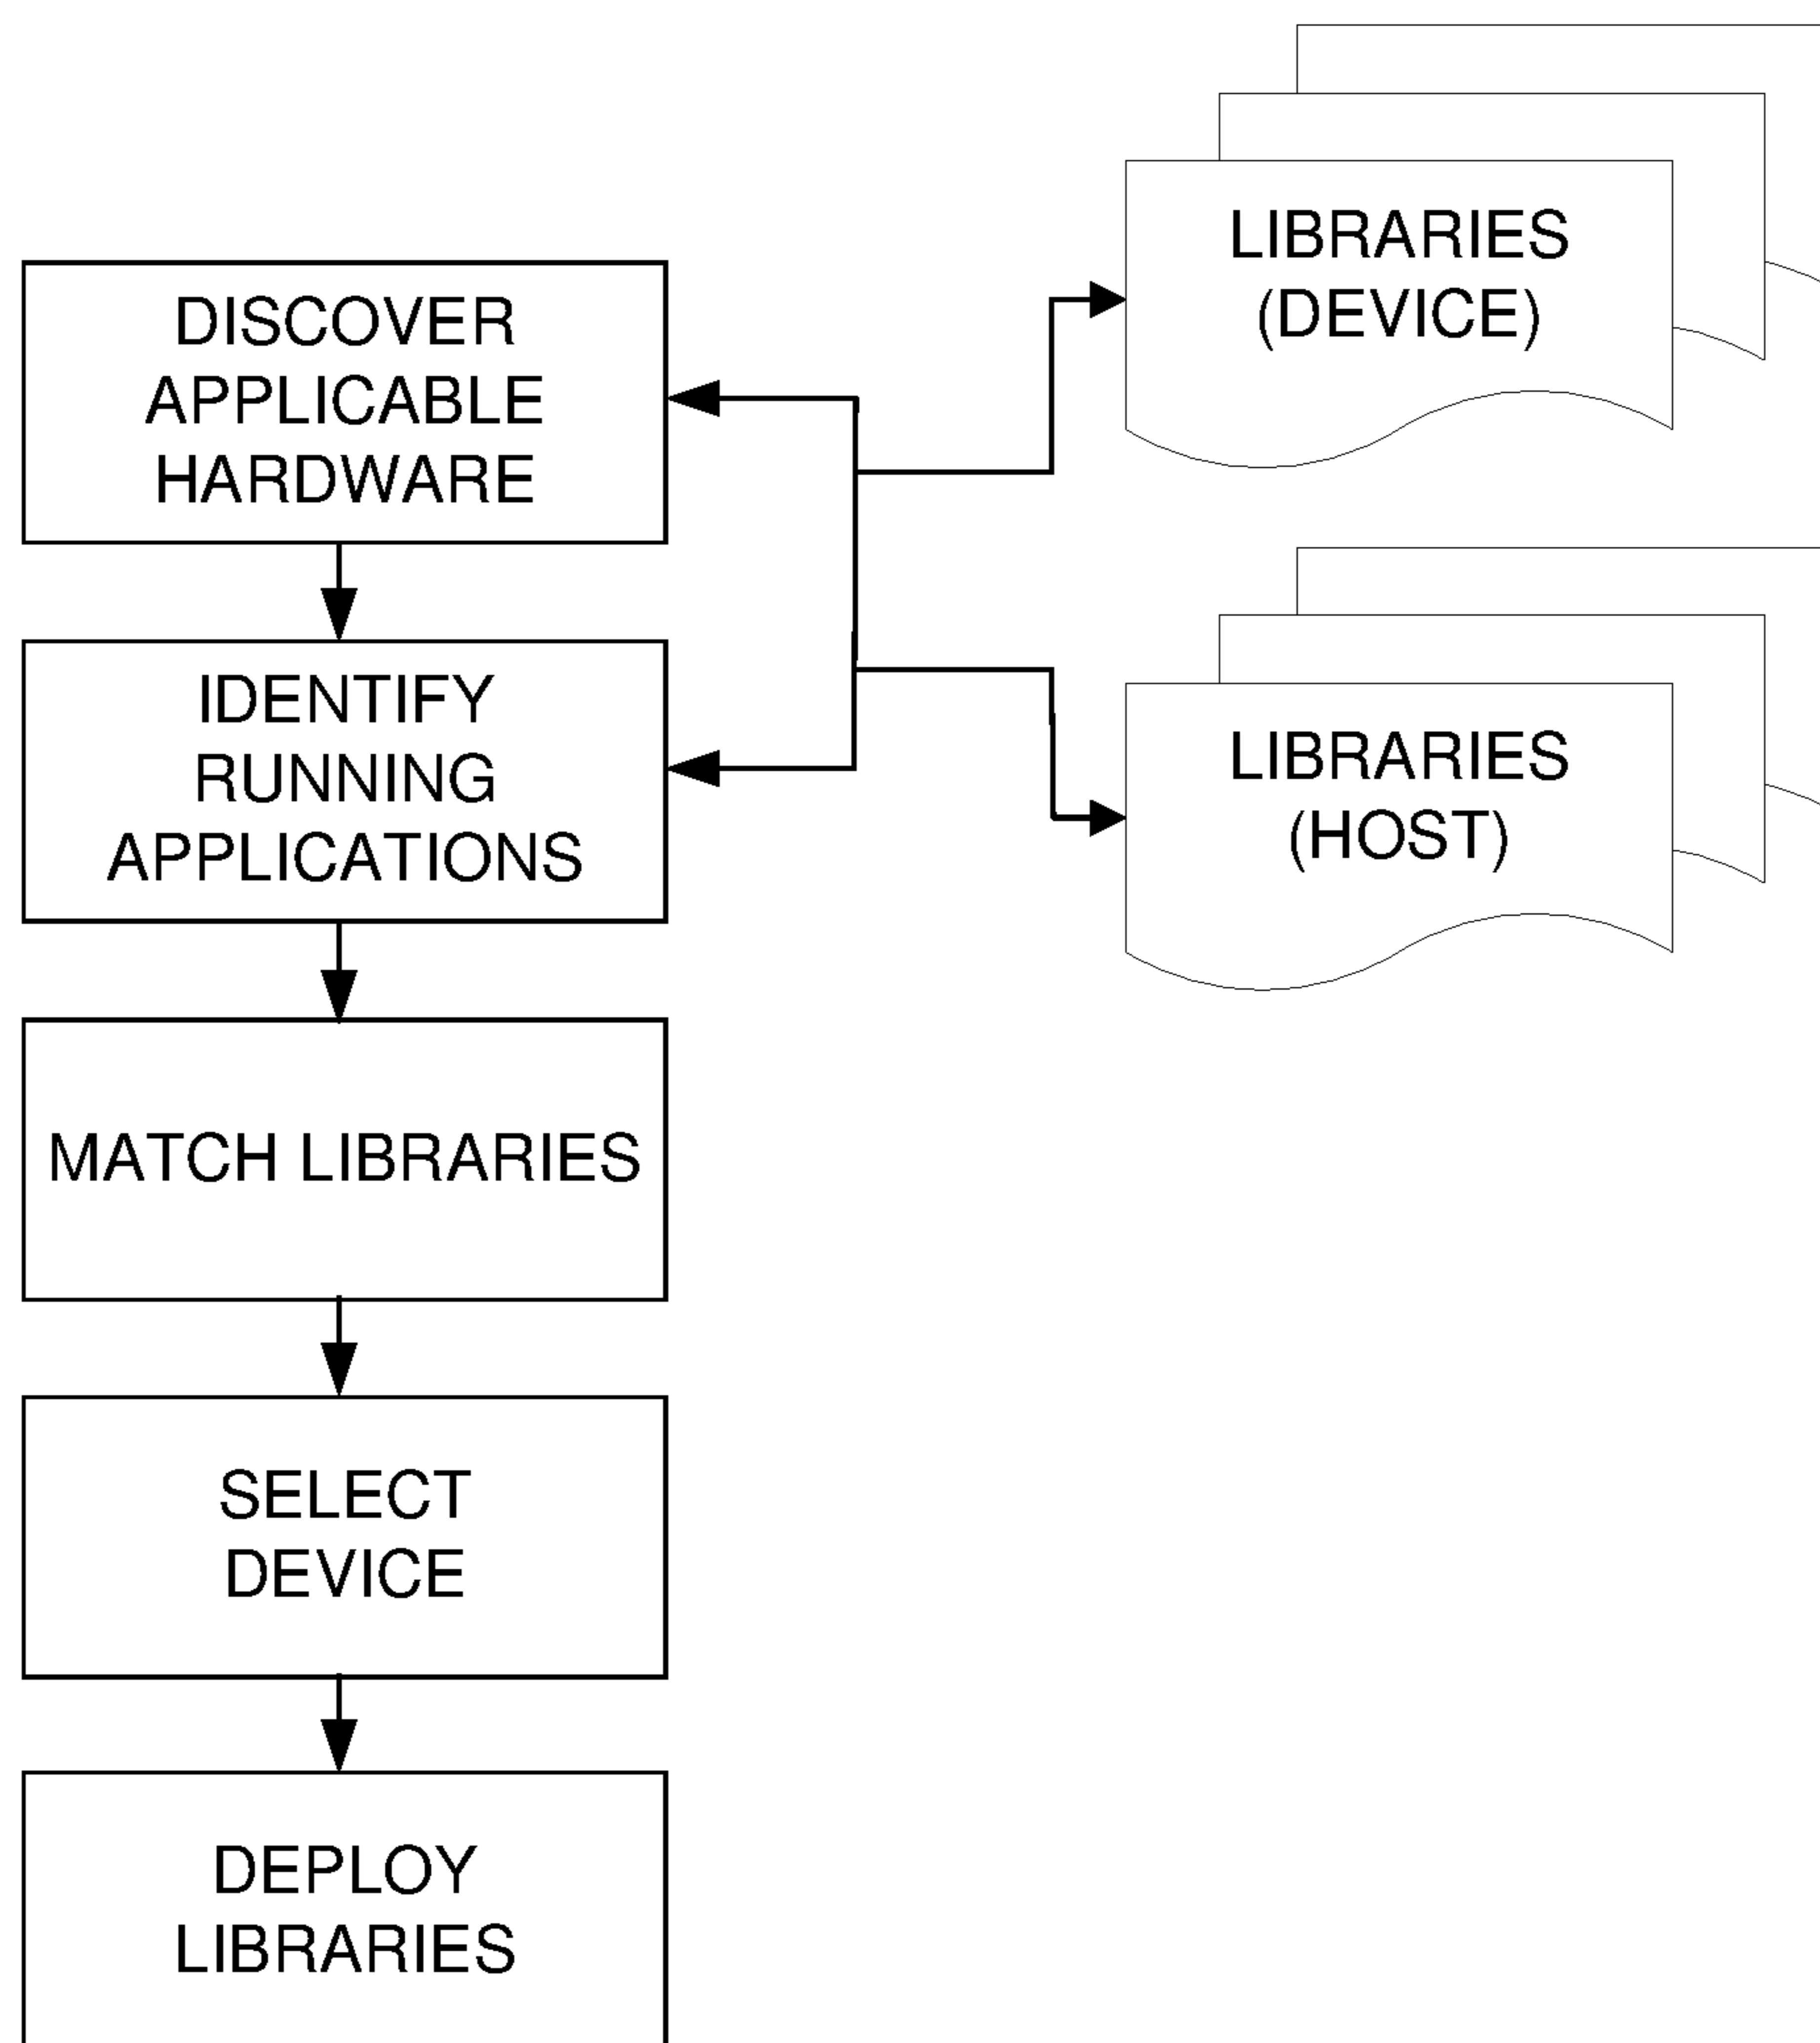 DISCOVER
APPLICABLE
HARDWARE
IDENTIFY
RUNNING
APPLICATIONS
MATCH LIBRARIES
SELECT
DEVICE
DEPLOY
LIBRARIES
LIBRARIES
(DEVICE)
LIBRARIES
(HOST)